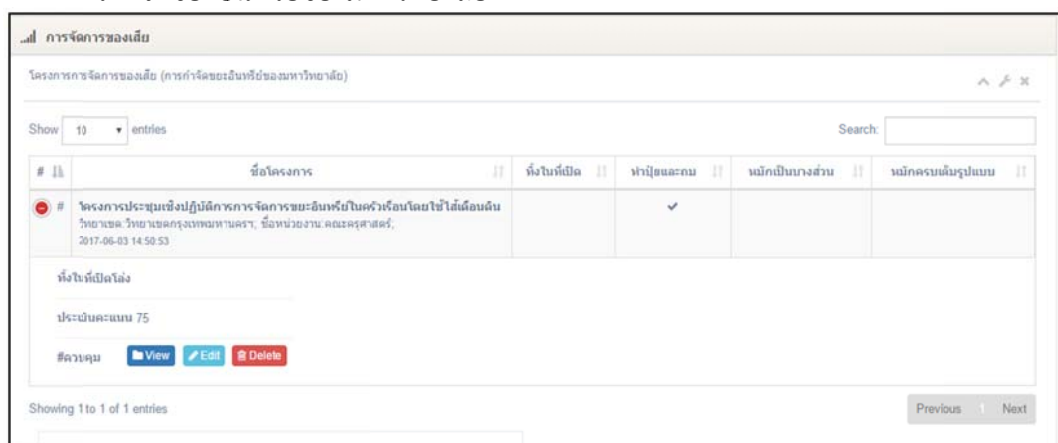 การจัดการของเสีย
โครงการการจัดการของเสีย (การกำจัดขยะอินทรีย์ของมหาวิทยาลัย)
Show 10 entries Search:
# ชื่อโครงการ ทิ้งในที่เปิด ทำปุ๋ยและถม หมักเป็นบางส่วน หมักครบเต็มรูปแบบ
# โครงการประชุมเชิงปฏิบัติการการจัดการขยะอินทรีย์ในครัวเรือนโดยใช้ไส้เดือนดิน ✔
วิทยาเขต:วิทยาเขตกรุงเทพมหานครฯ; ชื่อหน่วยงาน:คณะครุศาสตร์;
2017-06-03 14:50:53
ทิ้งในที่เปิดโล่ง
ประเมินคะแนน 75
#ควบคุม View Edit Delete
Showing 1to 1 of 1 entries Previous 1 Next